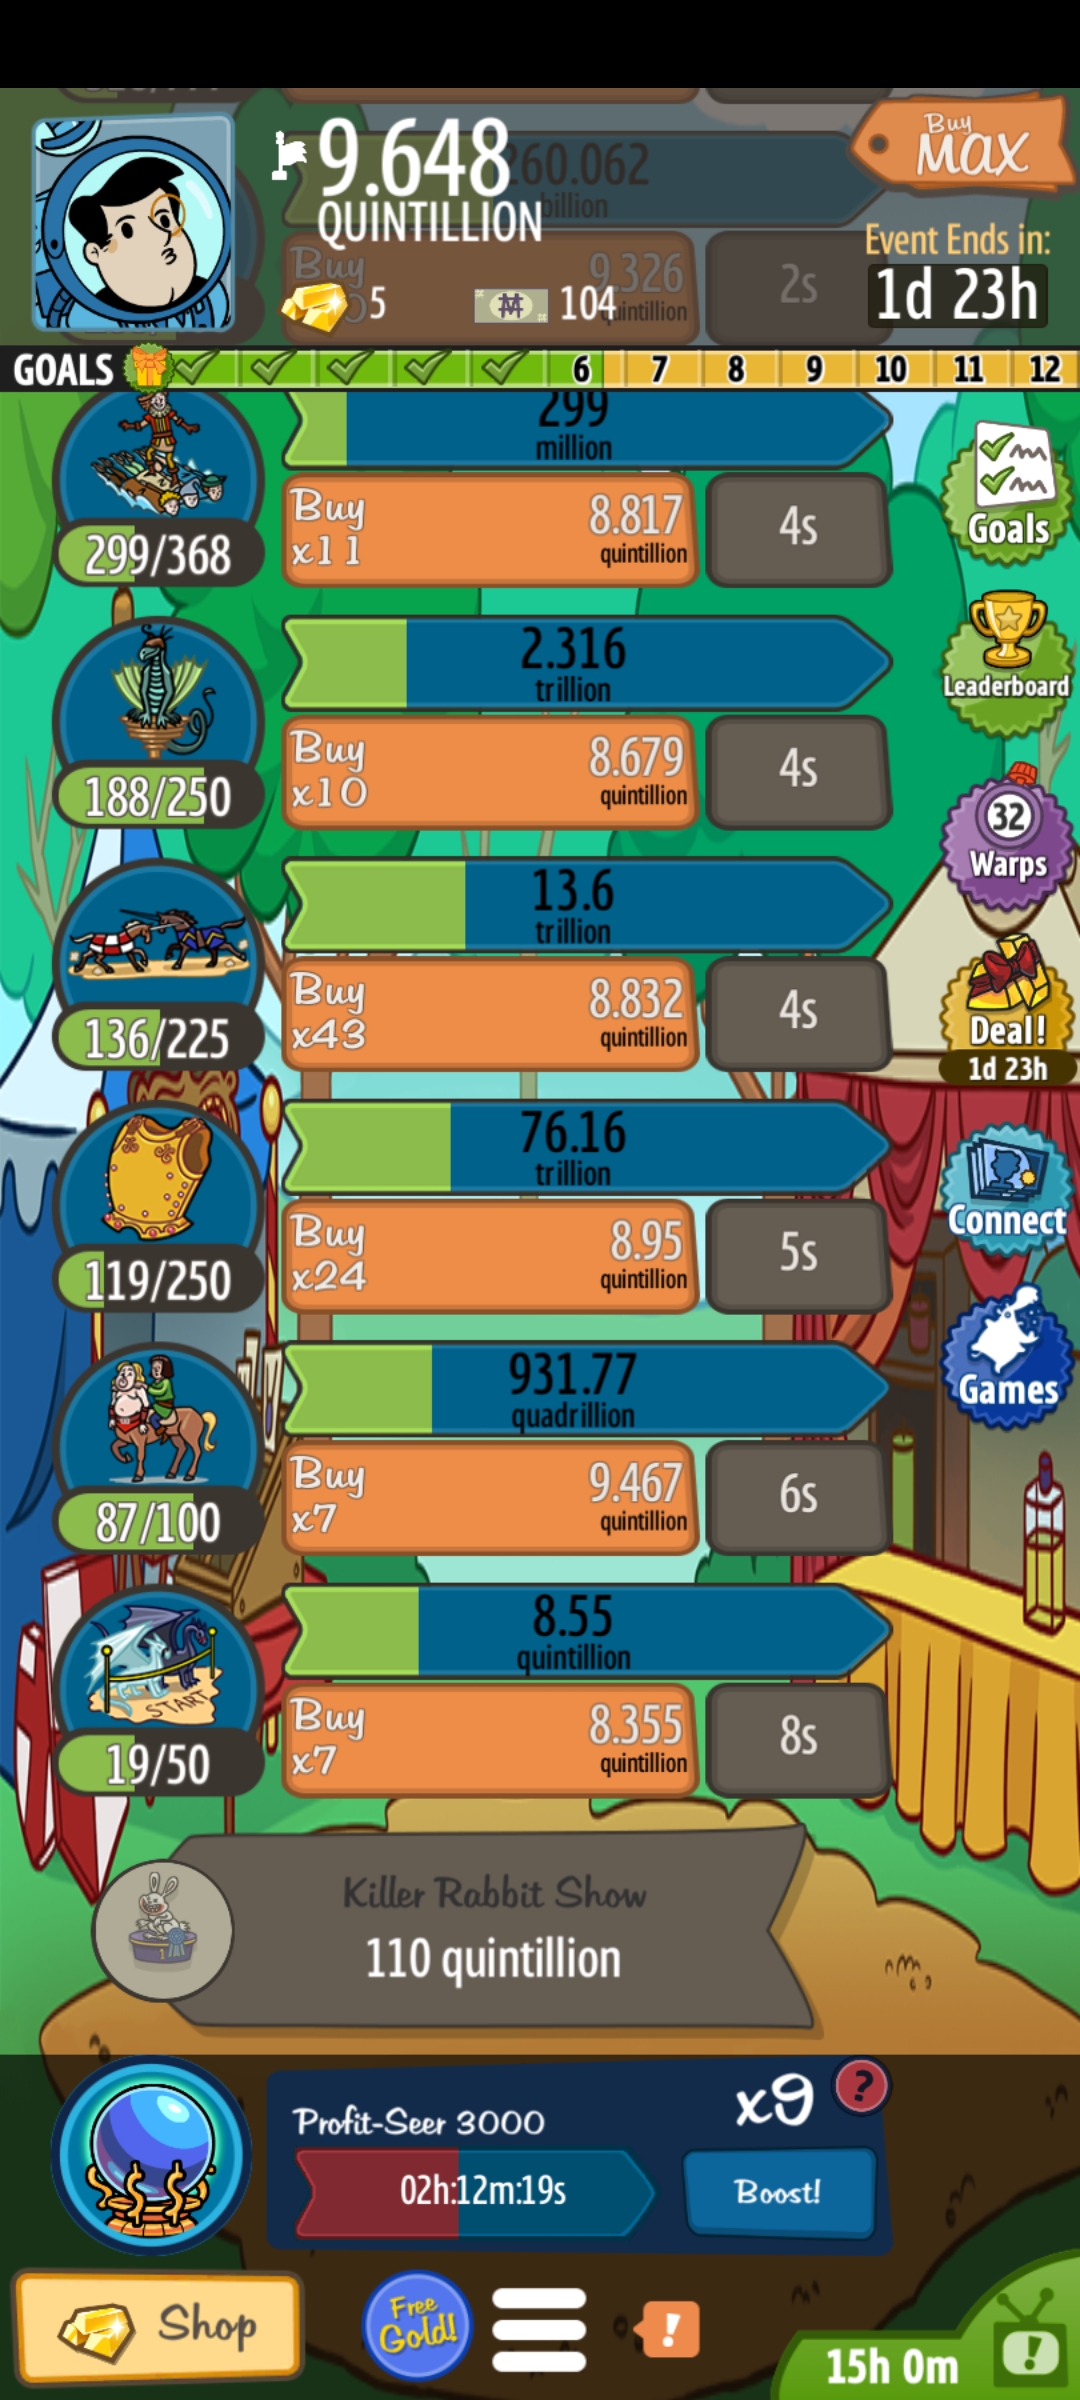 9.648
QUINTILLION
260.062
billion
Buy
MAX
Buy
9.326
quintillion
2s
Event Ends in:
1d 23h
5
104
GOALS
6
7
8
9
10
11
12
299
million
Buy
x11
8.817
quintillion
4s
299/368
Goals
2.316
trillion
Buy
x10
8.679
quintillion
4s
188/250
Leaderboard
32
Warps
13.6
trillion
Buy
x43
8.832
quintillion
4s
136/225
Deal!
1d 23h
76.16
trillion
Buy
x24
8.95
quintillion
5s
119/250
Connect
931.77
quadrillion
Buy
x7
9.467
quintillion
6s
87/100
Games
8.55
quintillion
START
Buy
x7
8.355
quintillion
8s
19/50
Killer Rabbit Show
110 quintillion
1
Profit-Seer 3000
x9
?
02h:12m:19s
Boost!
Shop
Free
Gold!
!
15h 0m
!